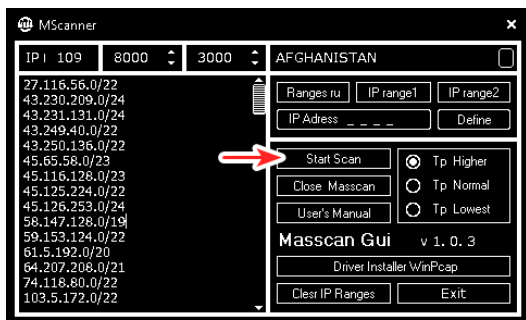 MScanner
IP: 109 8000 3000 AFGHANISTAN
27.116.56.0/22
43.230.209.0/24
43.231.131.0/24
43.249.40.0/22
43.250.136.0/22
45.65.58.0/23
45.116.128.0/23
45.125.224.0/22
45.126.253.0/24
58.147.128.0/19
59.153.124.0/22
61.5.192.0/20
64.207.208.0/21
74.118.80.0/22
103.5.172.0/22
Ranges ru IP range1 IP range2
IP Adress _ _ _ _ Define
Start Scan
Close Masscan
User's Manual
Tp Higher
Tp Normal
Tp Lowest
Masscan Gui v 1. 0. 3
Driver Installer WinPcap
Clesr IP Ranges Exit